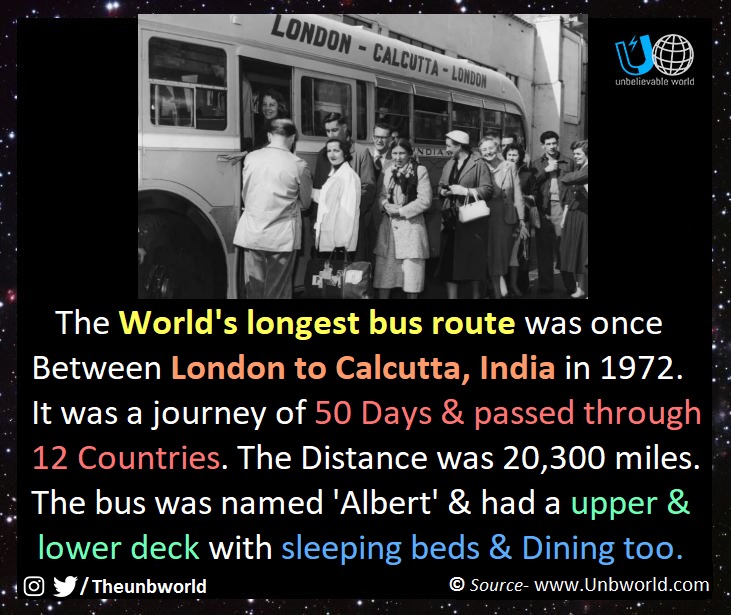 LONDON - CALCUTTA - LONDON
INDIA
unbelievable world
The World's longest bus route was once
Between London to Calcutta, India in 1972.
It was a journey of 50 Days & passed through
12 Countries. The Distance was 20,300 miles.
The bus was named 'Albert' & had a upper &
lower deck with sleeping beds & Dining too.
/Theunbworld
© Source- www.Unbworld.com